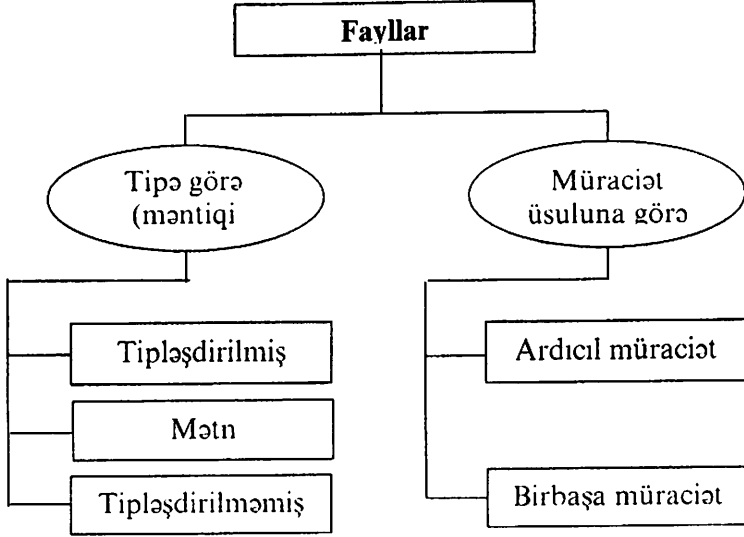 Fayllar
Tipə görə
(məntiqi
Müraciət
üsuluna görə
Tipləşdirilmiş
Mətn
Tipləşdirilməmiş
Ardıcıl müraciət
Birbaşa müraciət